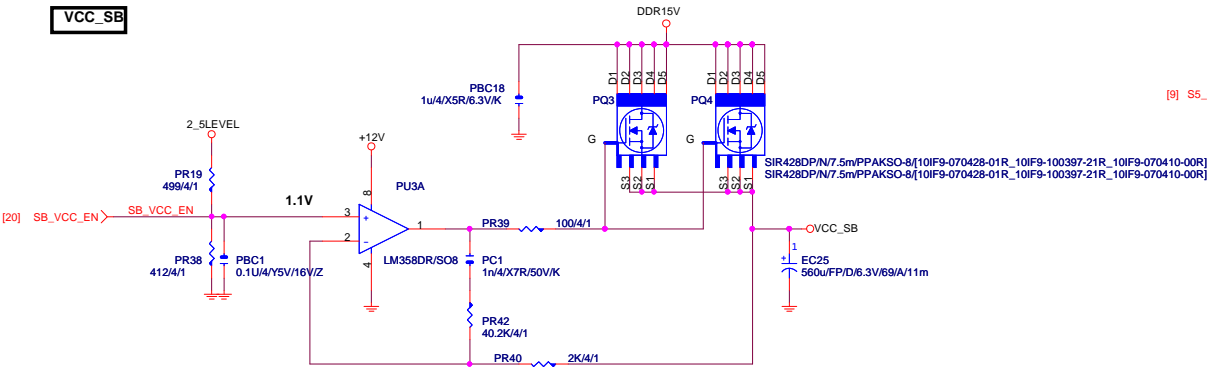 VCC_SB
DDR15V
D1 D2 D3 D4 D5
D1 D2 D3 D4 D5
PBC18
1u/4/X5R/6.3V/K
PQ3
PQ4
[9] S5_
G
G
2_5LEVEL
+12V
SIR428DP/N/7.5m/PPAKSO-8/[10IF9-070428-01R_10IF9-100397-21R_10IF9-070410-00R]
SIR428DP/N/7.5m/PPAKSO-8/[10IF9-070428-01R_10IF9-100397-21R_10IF9-070410-00R]
S3 S2 S1
S3 S2 S1
PR19
499/4/1
8
PU3A
1.1V
[20] SB_VCC_EN
SB_VCC_EN
3
+
1
2
-
4
PR39
100/4/1
VCC_SB
PR38
412/4/1
PBC1
0.1U/4/Y5V/16V/Z
LM358DR/SO8
PC1
1n/4/X7R/50V/K
1
+
EC25
560u/FP/D/6.3V/69/A/11m
PR42
40.2K/4/1
PR40
2K/4/1